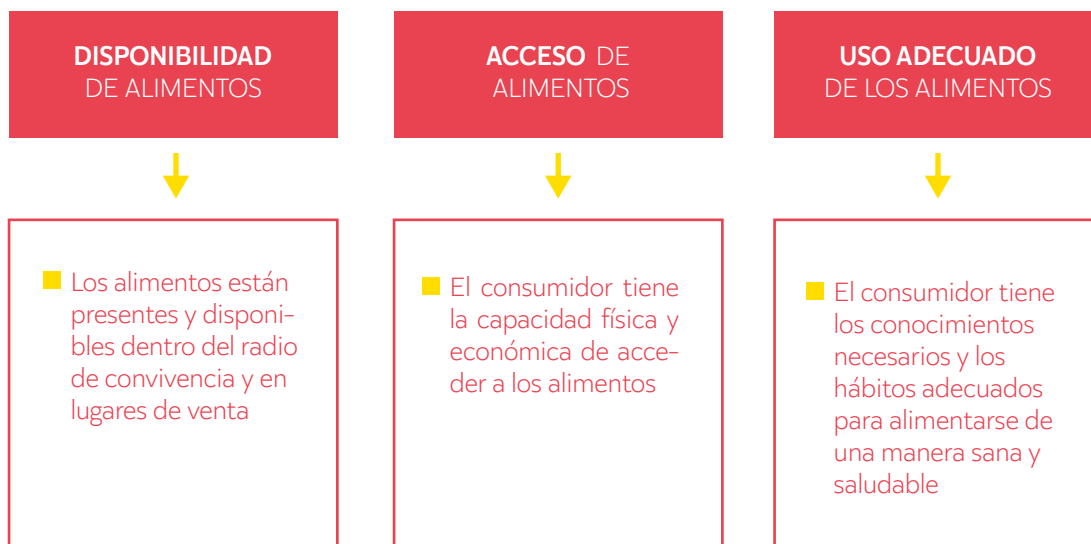 DISPONIBILIDAD
DE ALIMENTOS
Los alimentos están
presentes y disponi-
bles dentro del radio
de convivencia y en
lugares de venta
ACCESO DE
ALIMENTOS
El consumidor tiene
la capacidad física y
económica de acce-
der a los alimentos
USO ADECUADO
DE LOS ALIMENTOS
El consumidor tiene
los conocimientos
necesarios y los
hábitos adecuados
para alimentarse de
una manera sana y
saludable